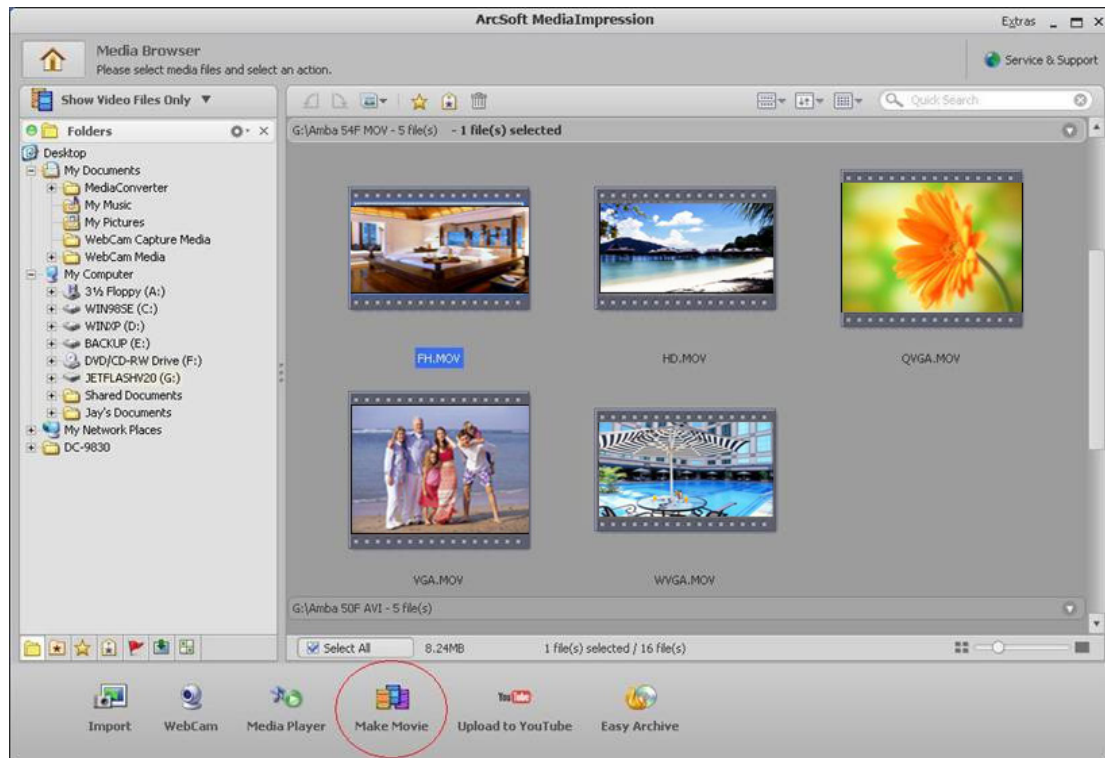 ArcSoft MediaImpression
Extras
Media Browser
Please select media files and select an action.
Service & Support
Show Video Files Only
Quick Search
Folders
G:\Amba 54F MOV - 5 file(s) - 1 file(s) selected
Desktop
My Documents
MediaConverter
My Music
My Pictures
WebCam Capture Media
WebCam Media
My Computer
3½ Floppy (A:)
WIN98SE (C:)
WINXP (D:)
BACKUP (E:)
DVD/CD-RW Drive (F:)
JETFLASHV20 (G:)
Shared Documents
Jay's Documents
My Network Places
DC-9830
FH.MOV
HD.MOV
QVGA.MOV
VGA.MOV
WVGA.MOV
G:\Amba 50F AVI - 5 file(s)
Select All 8.24MB 1 file(s) selected / 16 file(s)
You Tube
Import WebCam Media Player Make Movie Upload to YouTube Easy Archive